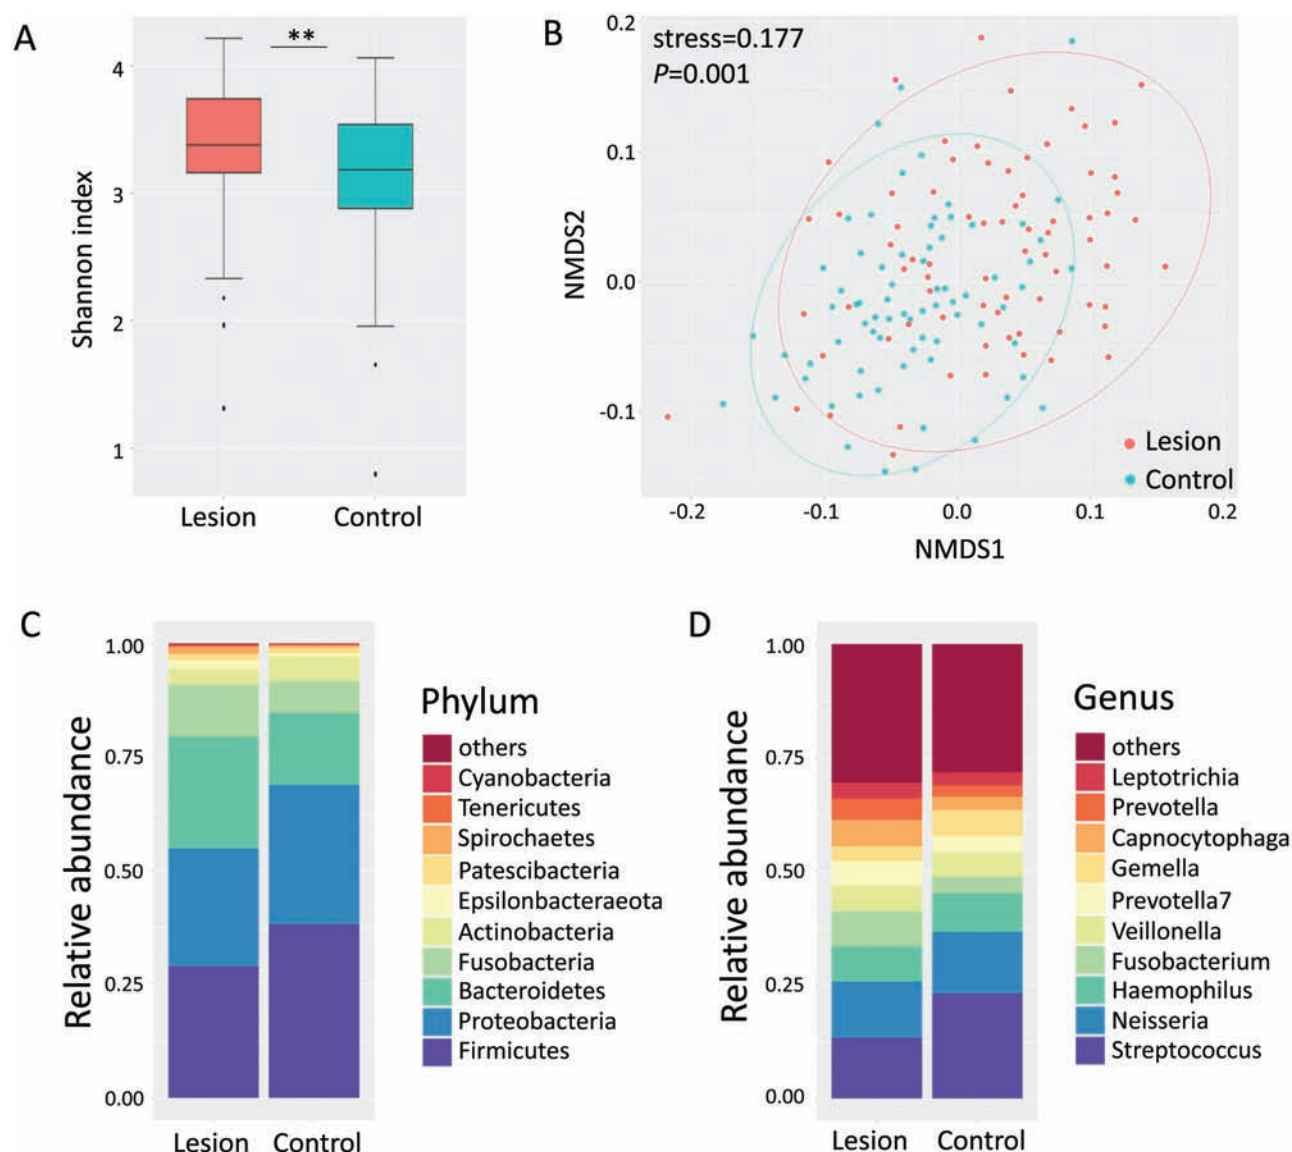 A
**
4
3
2
1
Shannon index
Lesion
Control
B
stress=0.177
P=0.001
0.2
0.1
0.0
-0.1
NMDS2
Lesion
Control
-0.2
-0.1
0.0
0.1
0.2
NMDS1
C
1.00
0.75
0.50
0.25
0.00
Relative abundance
Lesion
Control
Phylum
others
Cyanobacteria
Tenericutes
Spirochaetes
Patescibacteria
Epsilonbacteraeota
Actinobacteria
Fusobacteria
Bacteroidetes
Proteobacteria
Firmicutes
D
1.00
0.75
0.50
0.25
0.00
Relative abundance
Lesion
Control
Genus
others
Leptotrichia
Prevotella
Capnocytophaga
Gemella
Prevotella7
Veillonella
Fusobacterium
Haemophilus
Neisseria
Streptococcus